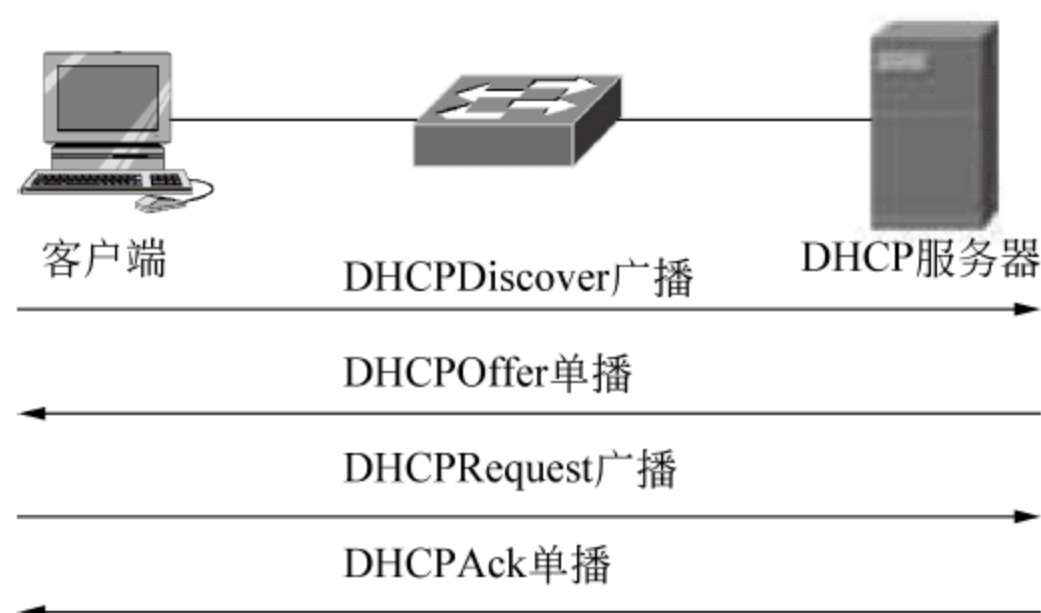 客户端
DHCP服务器
DHCPDiscover广播
DHCPOffer单播
DHCPRequest广播
DHCPAck单播